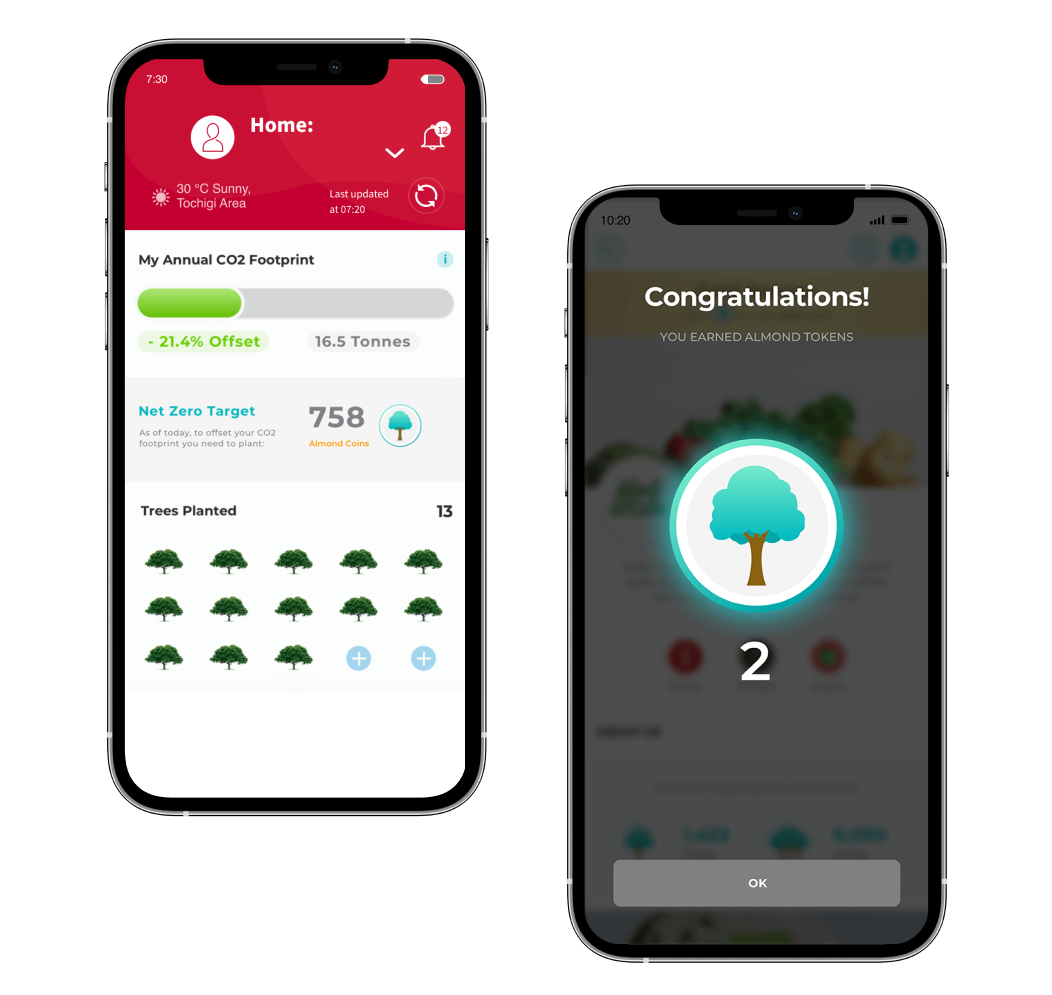 7:30
Home:
12
30 °C Sunny,
Tochigi Area
Last updated
at 07:20
My Annual CO2 Footprint
i
- 21.4% Offset
16.5 Tonnes
Net Zero Target
As of today, to offset your CO2
footprint you need to plant:
758
Almond Coins
Trees Planted
13
10:20
Congratulations!
YOU EARNED ALMOND TOKENS
2
ABOUT US
OK